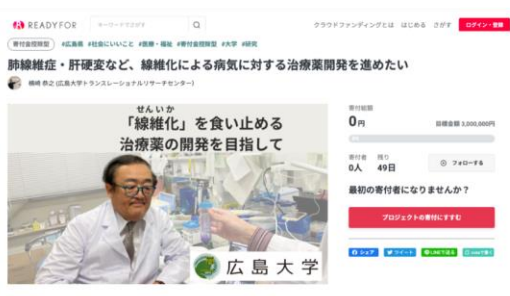 READYFOR
キーワードでさがす
クラウドファンディングとは はじめる さがす ログイン・登録
寄付金控除型 #広島県 #社会にいいこと #医療・福祉 #寄付金控除型 #大学 #研究
肺線維症・肝硬変など、線維化による病気に対する治療薬開発を進めたい
恭之 (広島大学トランスレーショナルリサーチセンター)
せんいか
「線維化」を食い止める
治療薬の開発を目指して
広島大学
寄付総額
0円
目標金額 3,000,000円
寄付者 残り
0人 49日
フォローする
最初の寄付者になりませんか?
プロジェクトの寄付にすすむ
シェア ツイート LINEで送る noteで書く